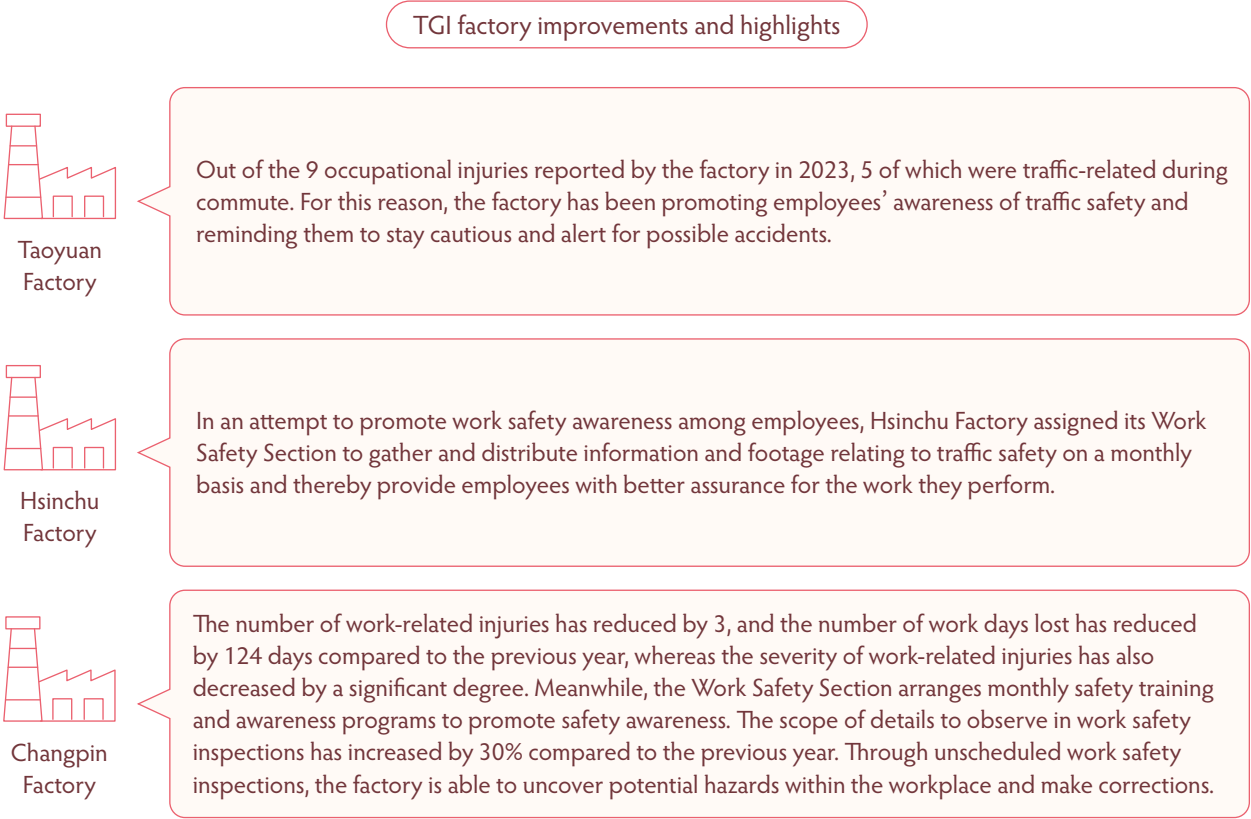 TGI factory improvements and highlights
Taoyuan
Factory
Out of the 9 occupational injuries reported by the factory in 2023, 5 of which were traffic-related during
commute. For this reason, the factory has been promoting employees’ awareness of traffic safety and
reminding them to stay cautious and alert for possible accidents.
Hsinchu
Factory
In an attempt to promote work safety awareness among employees, Hsinchu Factory assigned its Work
Safety Section to gather and distribute information and footage relating to traffic safety on a monthly
basis and thereby provide employees with better assurance for the work they perform.
Changpin
Factory
The number of work-related injuries has reduced by 3, and the number of work days lost has reduced
by 124 days compared to the previous year, whereas the severity of work-related injuries has also
decreased by a significant degree. Meanwhile, the Work Safety Section arranges monthly safety training
and awareness programs to promote safety awareness. The scope of details to observe in work safety
inspections has increased by 30% compared to the previous year. Through unscheduled work safety
inspections, the factory is able to uncover potential hazards within the workplace and make corrections.